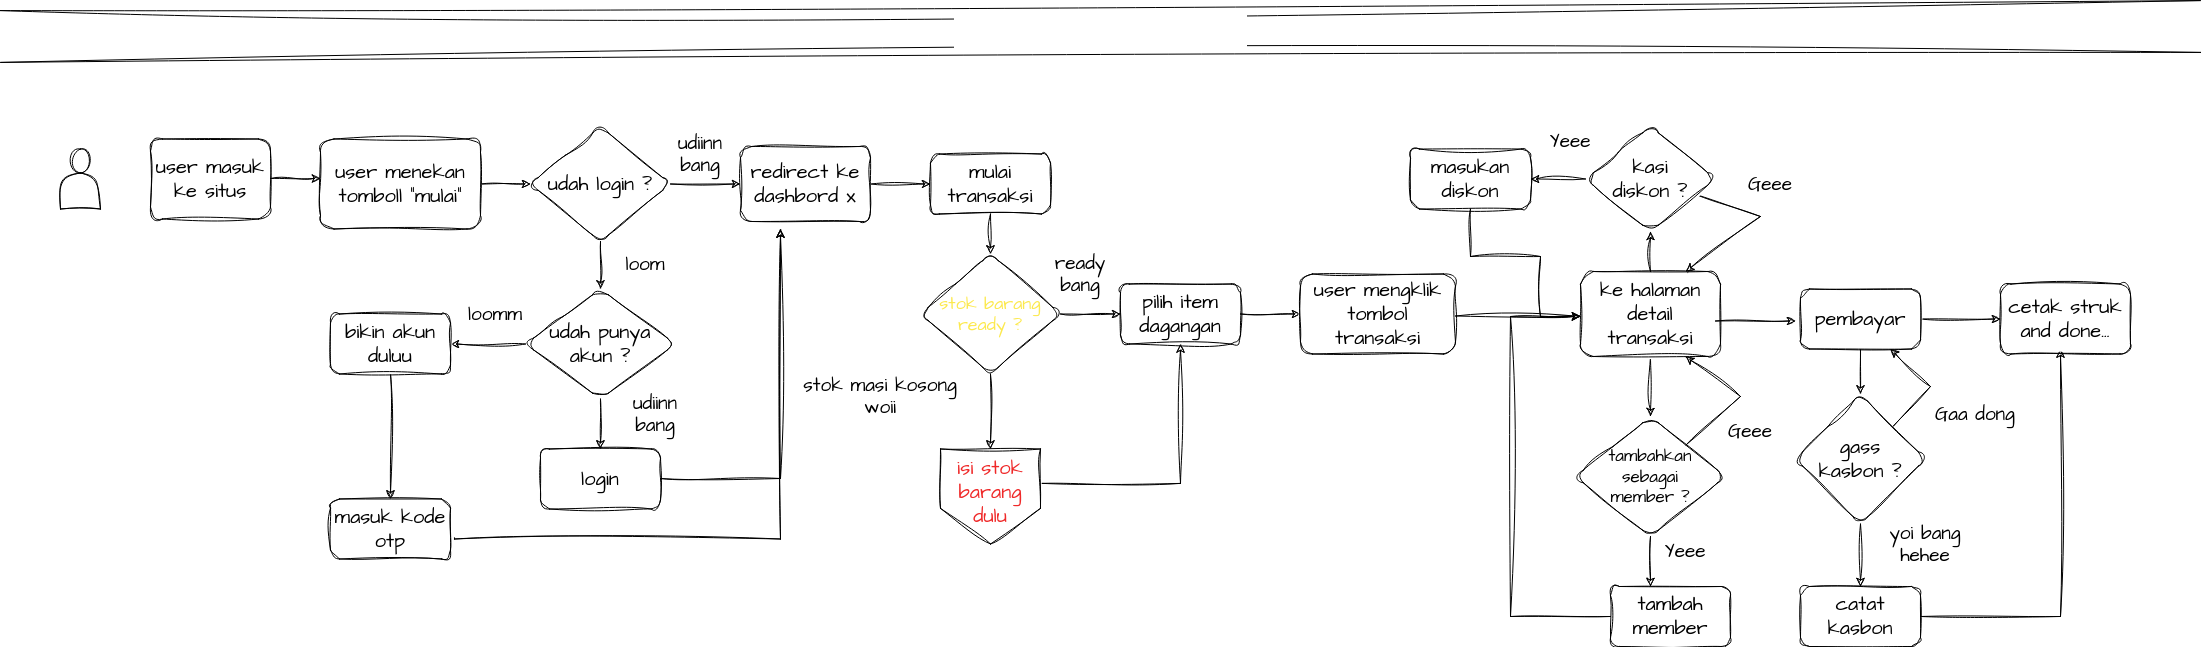 user masuk
ke situs
user menekan
tomboll "mulai"
udah login ?
udiinn
bang
redirect ke
dashbord x
mulai
transaksi
loom
udah punya
akun ?
loomm
bikin akun
duluu
masuk kode
otp
udiinn
bang
login
stok barang
ready ?
ready
bang
stok masi kosong
woii
isi stok
barang
dulu
pilih item
dagangan
user mengklik
tombol
transaksi
ke halaman
detail
transaksi
kasi
diskon ?
Yeee
masukan
diskon
Geee
tambahkan
sebagai
member ?
Geee
Yeee
tambah
member
pembayar
gass
kasbon ?
Gaa dong
yoi bang
hehee
catat
kasbon
cetak struk
and done...